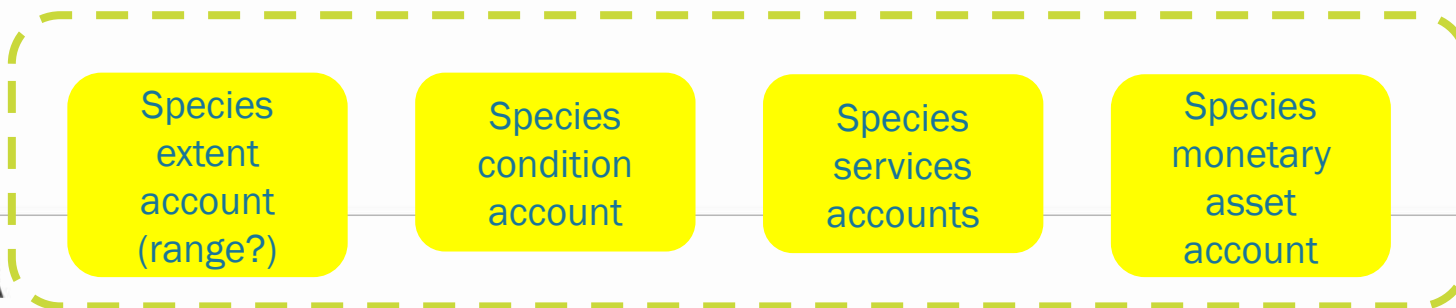 Species
extent
account
(range?)
Species
condition
account
Species
services
accounts
Species
monetary
asset
account